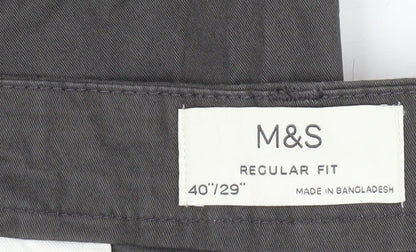 M&S
REGULAR FIT
40"/29" MADE IN BANGLADESH